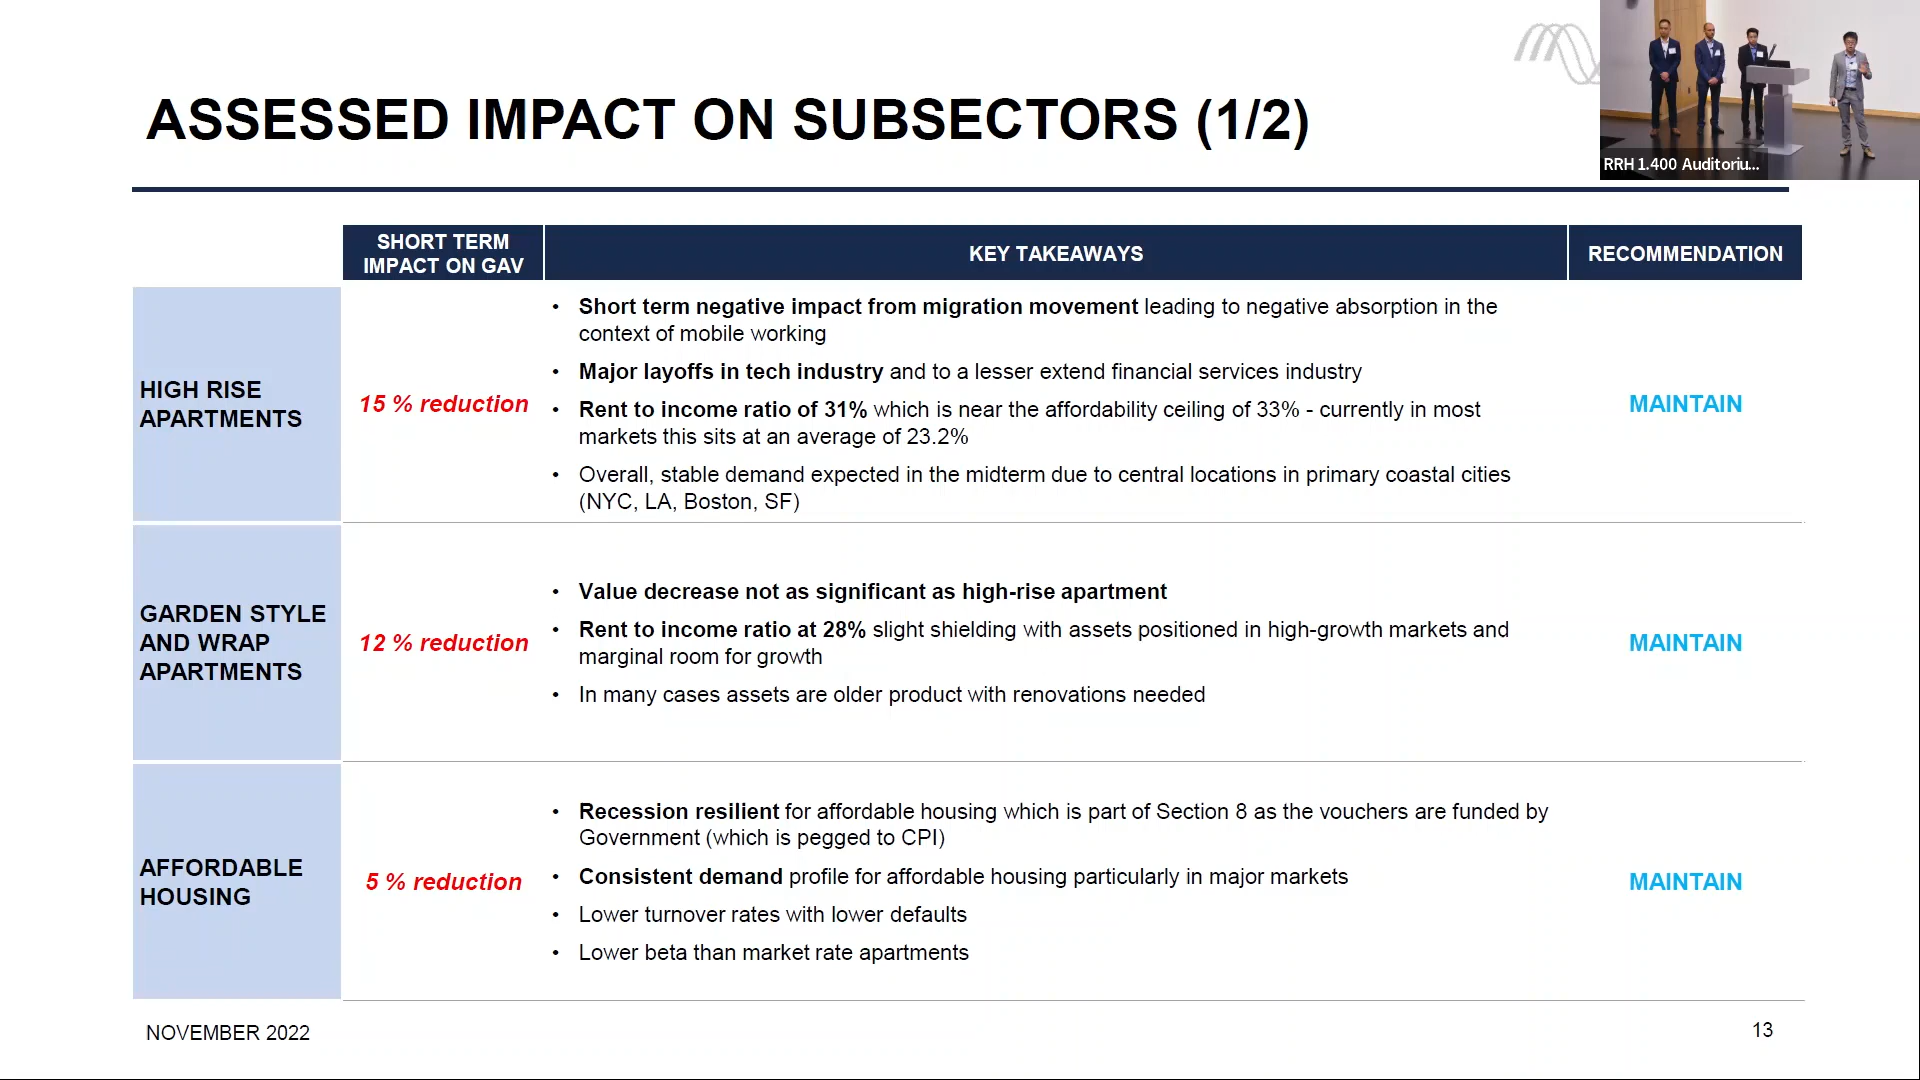 RRH 1.400 Auditoriu...
ASSESSED IMPACT ON SUBSECTORS (1/2)
SHORT TERM
IMPACT ON GAV
KEY TAKEAWAYS
RECOMMENDATION
HIGH RISE
APARTMENTS
15 % reduction
• Short term negative impact from migration movement leading to negative absorption in the
context of mobile working
• Major layoffs in tech industry and to a lesser extend financial services industry
• Rent to income ratio of 31% which is near the affordability ceiling of 33% - currently in most
markets this sits at an average of 23.2%
• Overall, stable demand expected in the midterm due to central locations in primary coastal cities
(NYC, LA, Boston, SF)
MAINTAIN
GARDEN STYLE
AND WRAP
APARTMENTS
12 % reduction
• Value decrease not as significant as high-rise apartment
• Rent to income ratio at 28% slight shielding with assets positioned in high-growth markets and
marginal room for growth
• In many cases assets are older product with renovations needed
MAINTAIN
AFFORDABLE
HOUSING
5 % reduction
• Recession resilient for affordable housing which is part of Section 8 as the vouchers are funded by
Government (which is pegged to CPI)
• Consistent demand profile for affordable housing particularly in major markets
• Lower turnover rates with lower defaults
• Lower beta than market rate apartments
MAINTAIN
NOVEMBER 2022
13